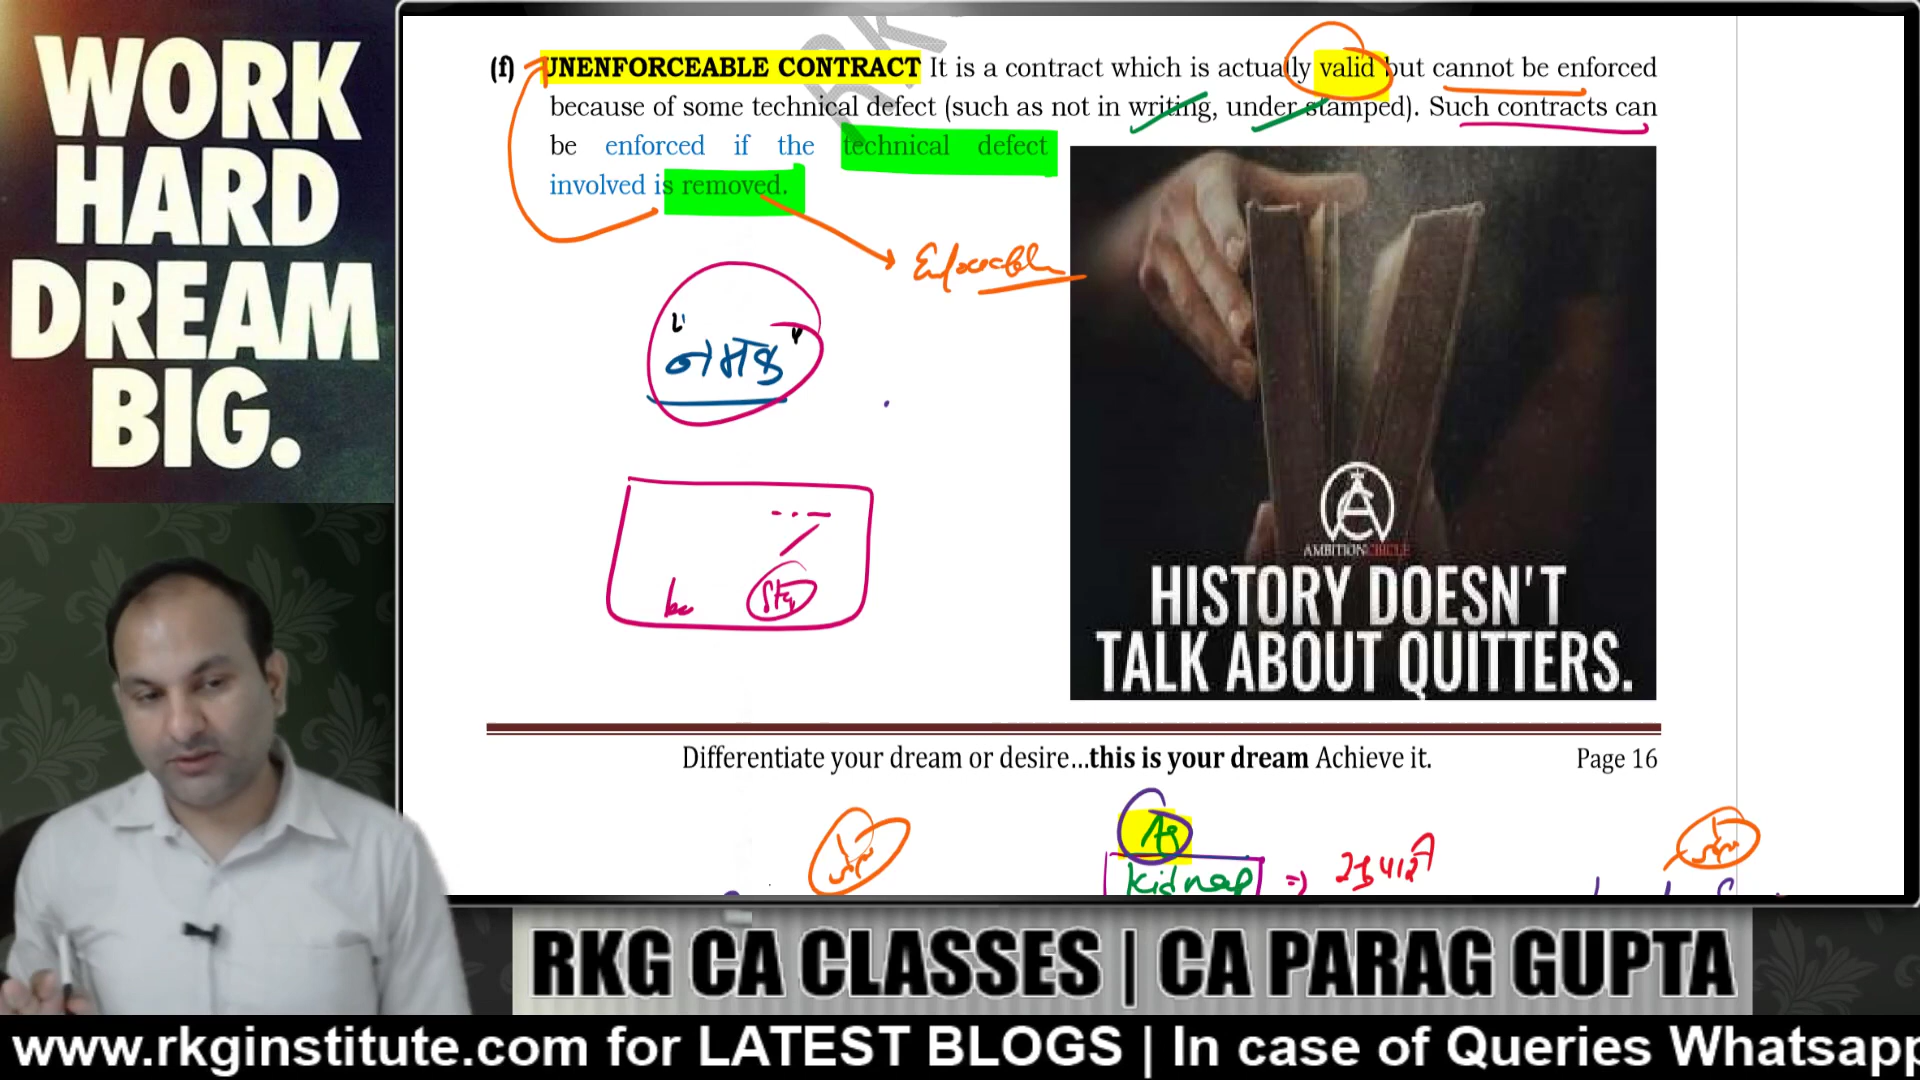 WORK
HARD
DREAM
BIG.
(f) UNENFORCEABLE CONTRACT It is a contract which is actually valid but cannot be enforced
because of some technical defect (such as not in writing, under stamped). Such contracts can
be enforced if the technical defect
involved is removed.
Enforceable
AMBITIONCIRCLE
HISTORY DOESN'T
TALK ABOUT QUITTERS.
Differentiate your dream or desire...this is your dream Achieve it.
Page 16
Ag
kidnap
RKG CA CLASSES | CA PARAG GUPTA
www.rkginstitute.com for LATEST BLOGS | In case of Queries Whatsapp